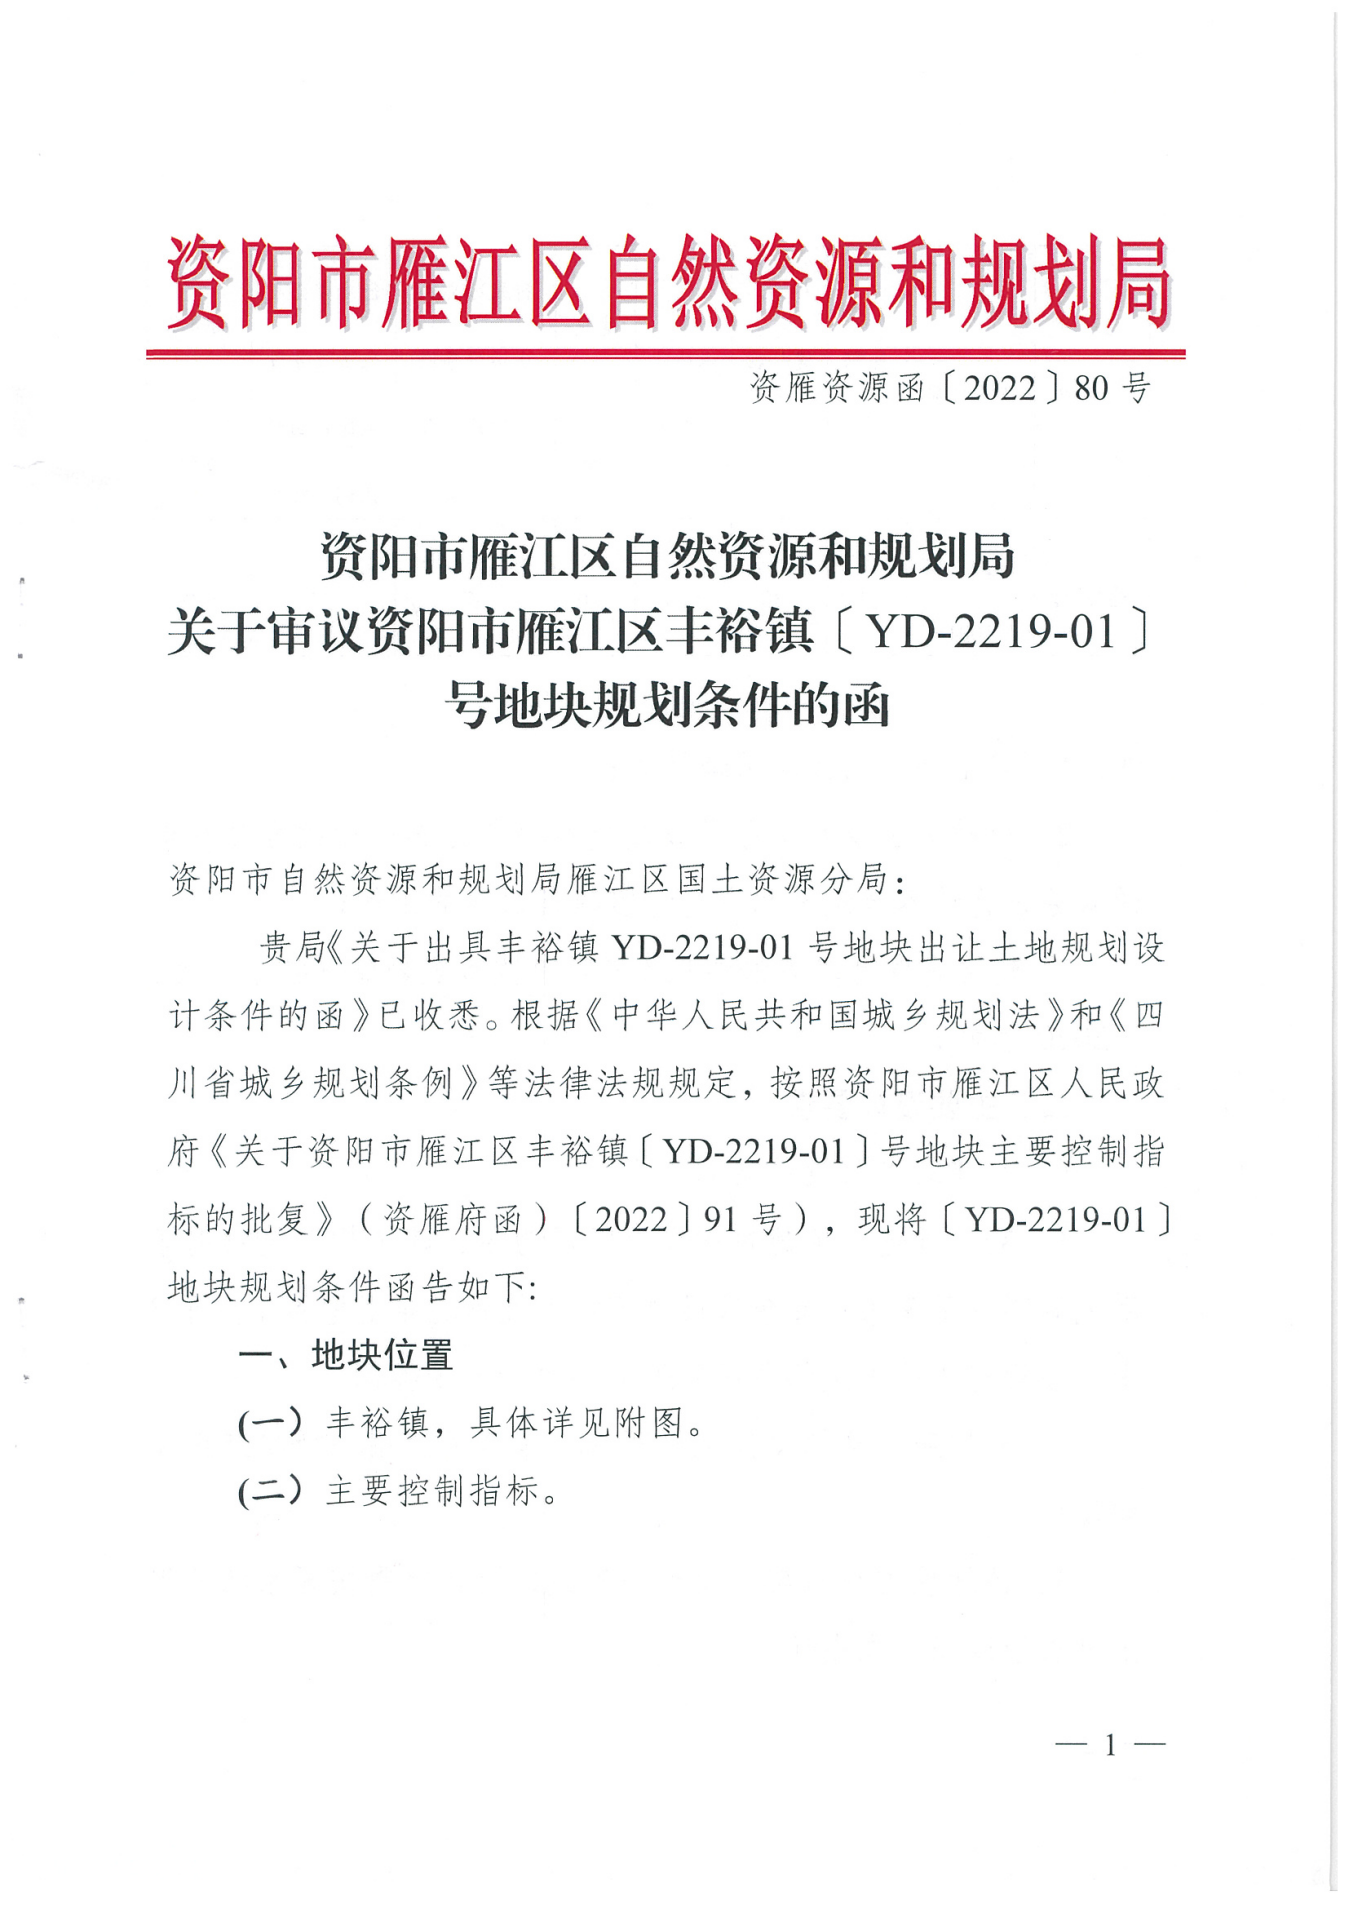 资阳市雁江区自然资源和规划局
资雁资源函〔2022〕80 号
资阳市雁江区自然资源和规划局
关于审议资阳市雁江区丰裕镇〔YD-2219-01〕
号地块规划条件的函
资阳市自然资源和规划局雁江区国土资源分局：
贵局《关于出具丰裕镇 YD-2219-01 号地块出让土地规划设
计条件的函》已收悉。根据《中华人民共和国城乡规划法》和《四
川省城乡规划条例》等法律法规规定，按照资阳市雁江区人民政
府《关于资阳市雁江区丰裕镇〔YD-2219-01〕号地块主要控制指
标的批复》（资雁府函）〔2022〕91 号），现将〔YD-2219-01〕
地块规划条件函告如下:
一、地块位置
(一）丰裕镇，具体详见附图。
(二）主要控制指标。
— 1 —